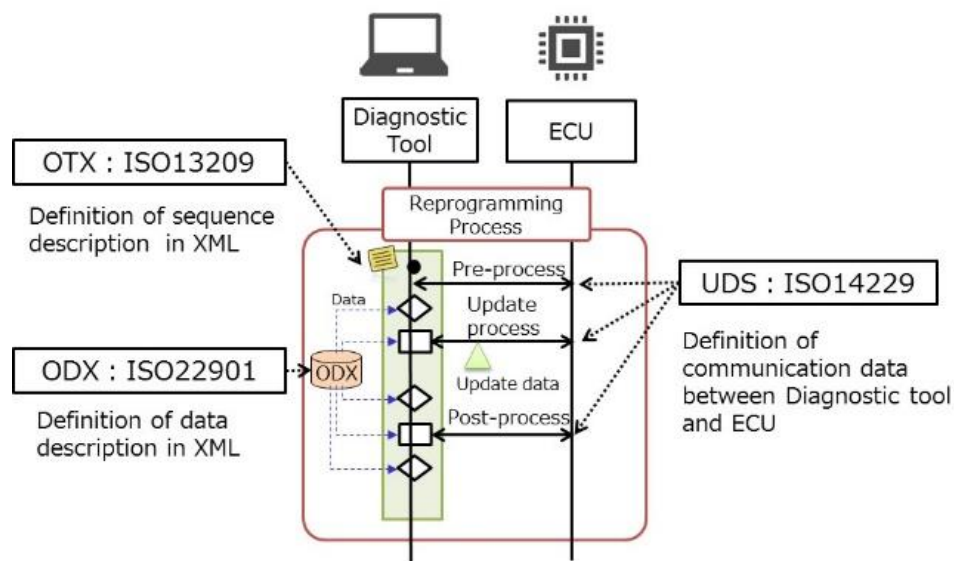 Diagnostic
Tool
ECU
OTX : ISO13209
Definition of sequence
description in XML
Reprogramming
Process
Pre-process
UDS : ISO14229
Data
Update
process
Definition of
communication data
between Diagnostic tool
and ECU
ODX : ISO22901
ODX
Update data
Definition of data
description in XML
Post-process